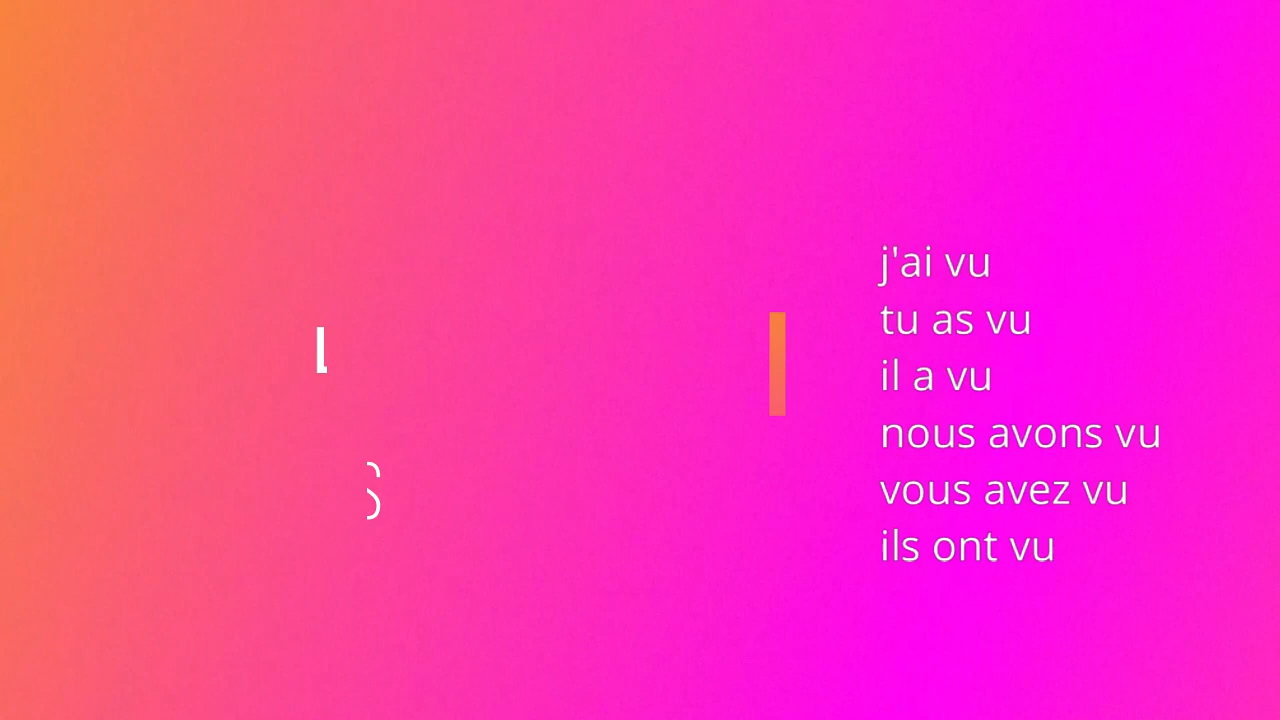 j'ai vu
tu as vu
il a vu
nous avons vu
vous avez vu
ils ont vu